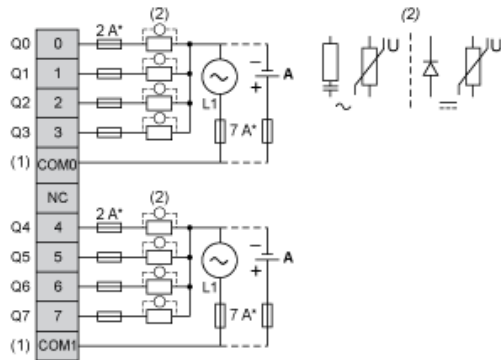 (2) (2)
Q0 0 2 A* U U
Q1 1 − A
Q2 2 L1 +
Q3 3 7 A*
(1) COM0
NC
(2)
Q4 4 2 A*
Q5 5 − A
Q6 6 L1 +
Q7 7 7 A*
(1) COM1